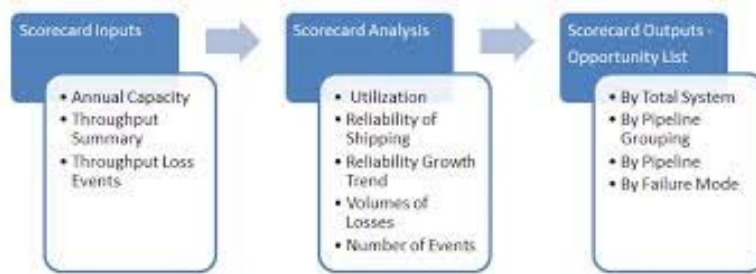 Scorecard Inputs
• Annual Capacity
• Throughput
Summary
• Throughput Loss
Events
Scorecard Analysis
• Utilization
• Reliability of
Shipping
• Reliability Growth
Trend
• Volumes of
Losses
• Number of Events
Scorecard Outputs -
Opportunity List
• By Total System
• By Pipeline
Grouping
• By Pipeline
• By Failure Mode